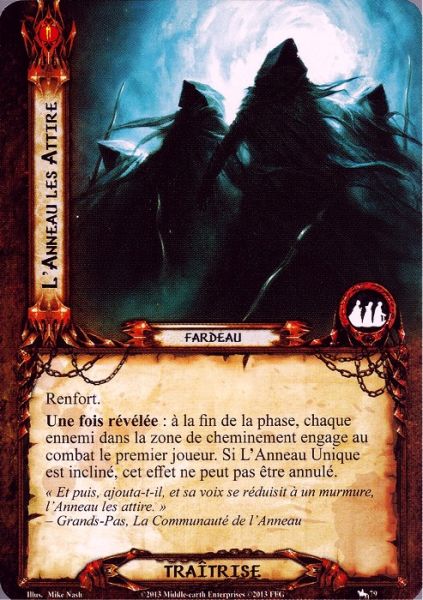 L'ANNEAU LES ATTIRE
FARDEAU
Renfort.
Une fois révélée : à la fin de la phase, chaque
ennemi dans la zone de cheminement engage au
combat le premier joueur. Si L'Anneau Unique
est incliné, cet effet ne peut pas être annulé.
« Et puis, ajouta-t-il, et sa voix se réduisit à un murmure,
l'Anneau les attire. »
– Grands-Pas, La Communauté de l'Anneau
TRAÎTRISE
Illus. Mike Nash ©2013 Middle-earth Enterprises ©2013 FFG 79